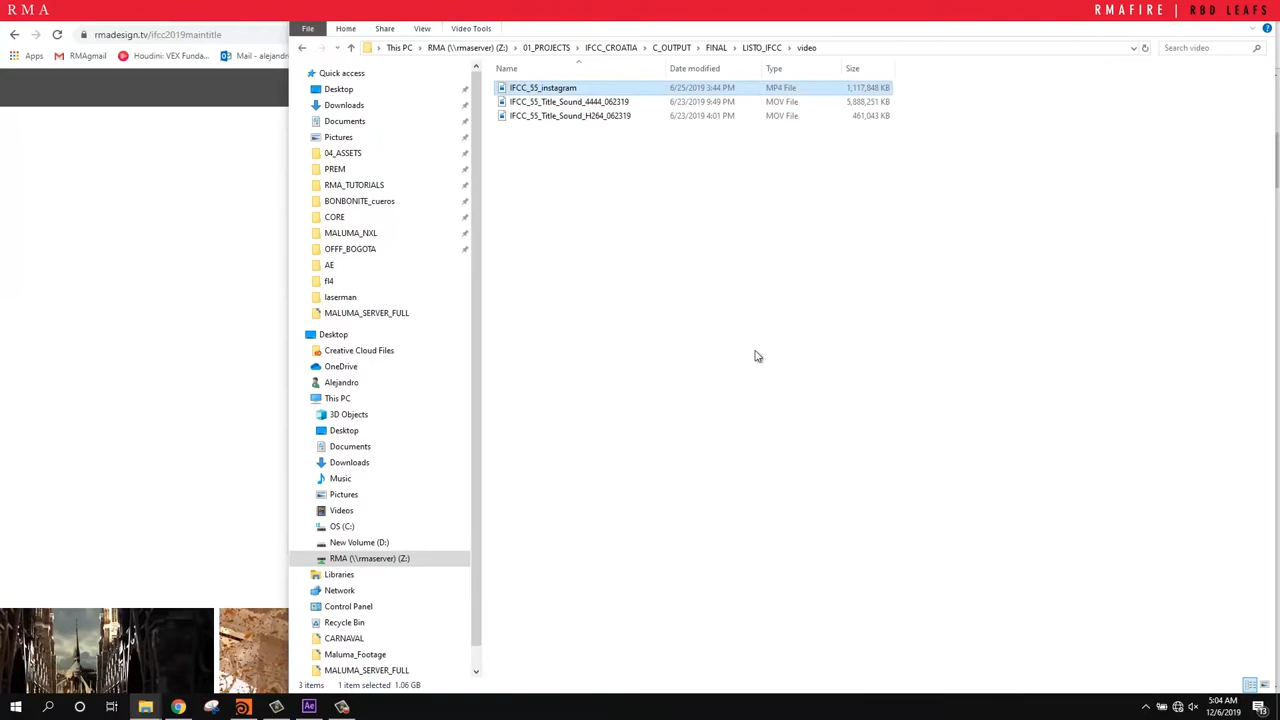 RMA
RMAFIRE | RBD LEAFS
rmadesign.tv/ifcc2019maintitle
Apps
RMAgmail
Houdini: VEX Funda...
Mail - alejandro
File
Home
Share
View
Video Tools
This PC
RMA (\\rmaserver) (Z:)
01_PROJECTS
IFCC_CROATIA
C_OUTPUT
FINAL
LISTO_IFCC
video
Search video
Name
Date modified
Type
Size
IFCC_55_instagram
6/25/2019 3:44 PM
MP4 File
1,117,848 KB
IFCC_55_Title_Sound_4444_062319
6/23/2019 9:49 PM
MOV File
5,888,251 KB
IFCC_55_Title_Sound_H264_062319
6/23/2019 4:01 PM
MOV File
461,043 KB
Quick access
Desktop
Downloads
Documents
Pictures
04_ASSETS
PREM
RMA_TUTORIALS
BONBONITE_cueros
CORE
MALUMA_NXL
OFFF_BOGOTA
AE
fl4
laserman
MALUMA_SERVER_FULL
Desktop
Creative Cloud Files
OneDrive
Alejandro
This PC
3D Objects
Desktop
Documents
Downloads
Music
Pictures
Videos
OS (C:)
New Volume (D:)
RMA (\\rmaserver) (Z:)
Libraries
Network
Control Panel
Recycle Bin
CARNAVAL
Maluma_Footage
MALUMA_SERVER_FULL
3 items
1 item selected 1.06 GB
Ae
5:04 AM
12/6/2019